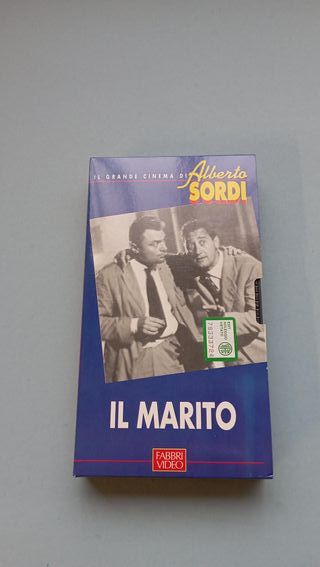 IL GRANDE CINEMA DI Alberto
SORDI
IL MARITO
FABBRI
VIDEO